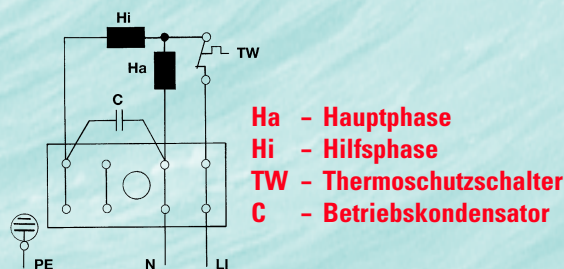 Hi
TW
Ha
C
Ha – Hauptphase
Hi – Hilfsphase
TW – Thermoschutzschalter
C – Betriebskondensator
PE N LI